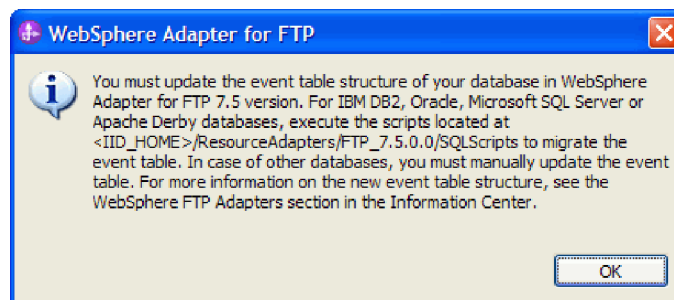 WebSphere Adapter for FTP
You must update the event table structure of your database in WebSphere
Adapter for FTP 7.5 version. For IBM DB2, Oracle, Microsoft SQL Server or
Apache Derby databases, execute the scripts located at
<IID_HOME>/ResourceAdapters/FTP_7.5.0.0/SQLScripts to migrate the
event table. In case of other databases, you must manually update the event
table. For more information on the new event table structure, see the
WebSphere FTP Adapters section in the Information Center.
OK